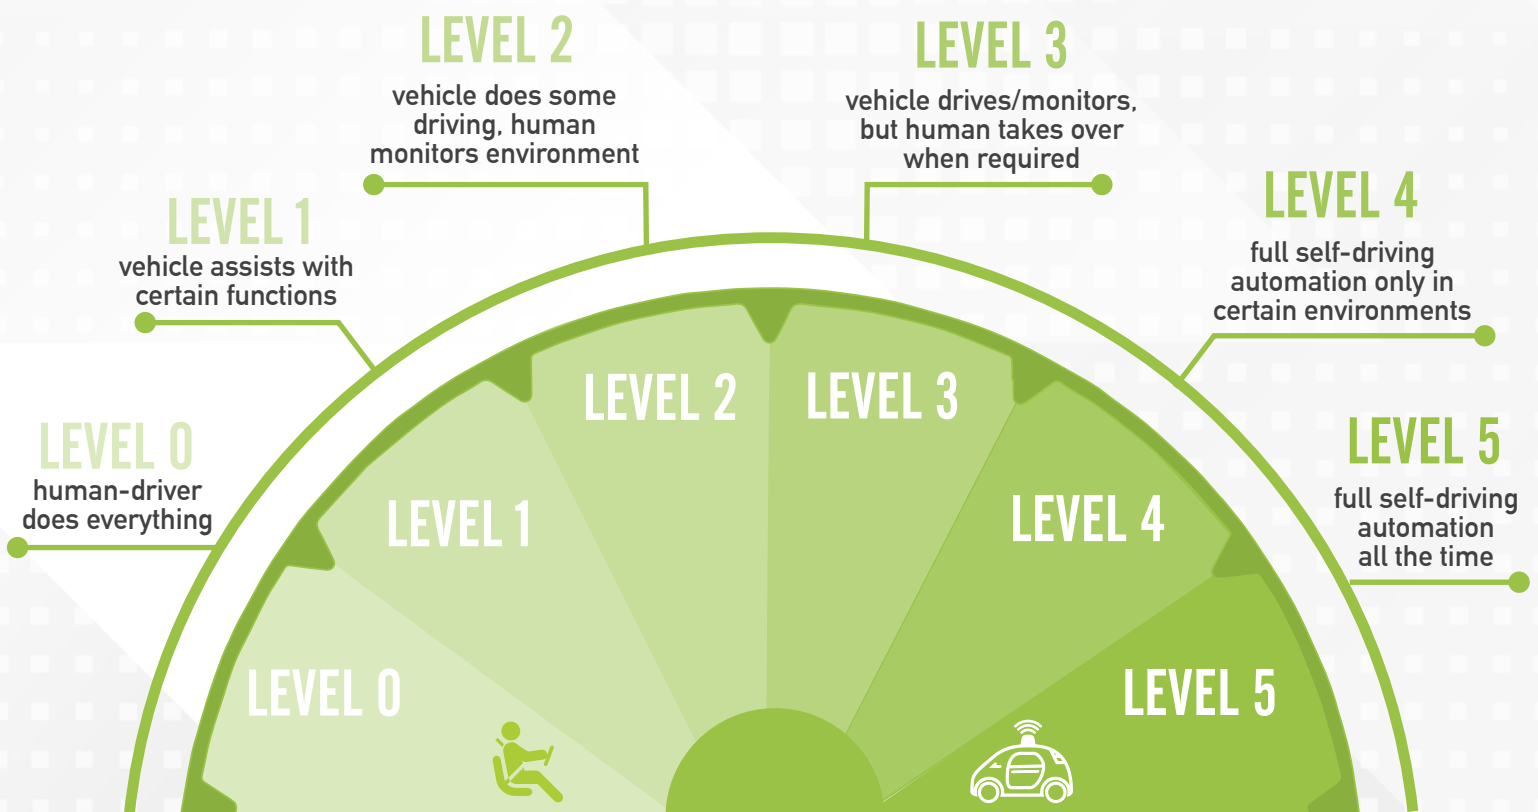 LEVEL 2
vehicle does some
driving, human
monitors environment
LEVEL 3
vehicle drives/monitors,
but human takes over
when required
LEVEL 1
vehicle assists with
certain functions
LEVEL 4
full self-driving
automation only in
certain environments
LEVEL 0
human-driver
does everything
LEVEL 5
full self-driving
automation
all the time
LEVEL 2
LEVEL 3
LEVEL 1
LEVEL 4
LEVEL 0
LEVEL 5